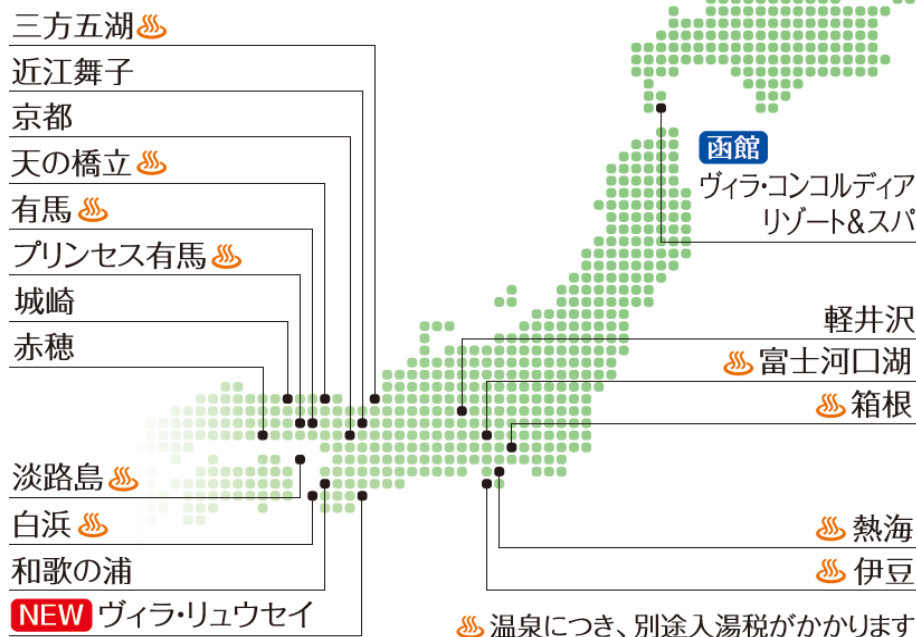 三方五湖
近江舞子
京都
天の橋立
有馬
プリンセス有馬
城崎
赤穂
淡路島
白浜
和歌の浦
NEW ヴィラ・リュウセイ
函館
ヴィラ・コンコルディア
リゾート&スパ
軽井沢
富士河口湖
箱根
熱海
伊豆
温泉につき、別途入湯税がかかります